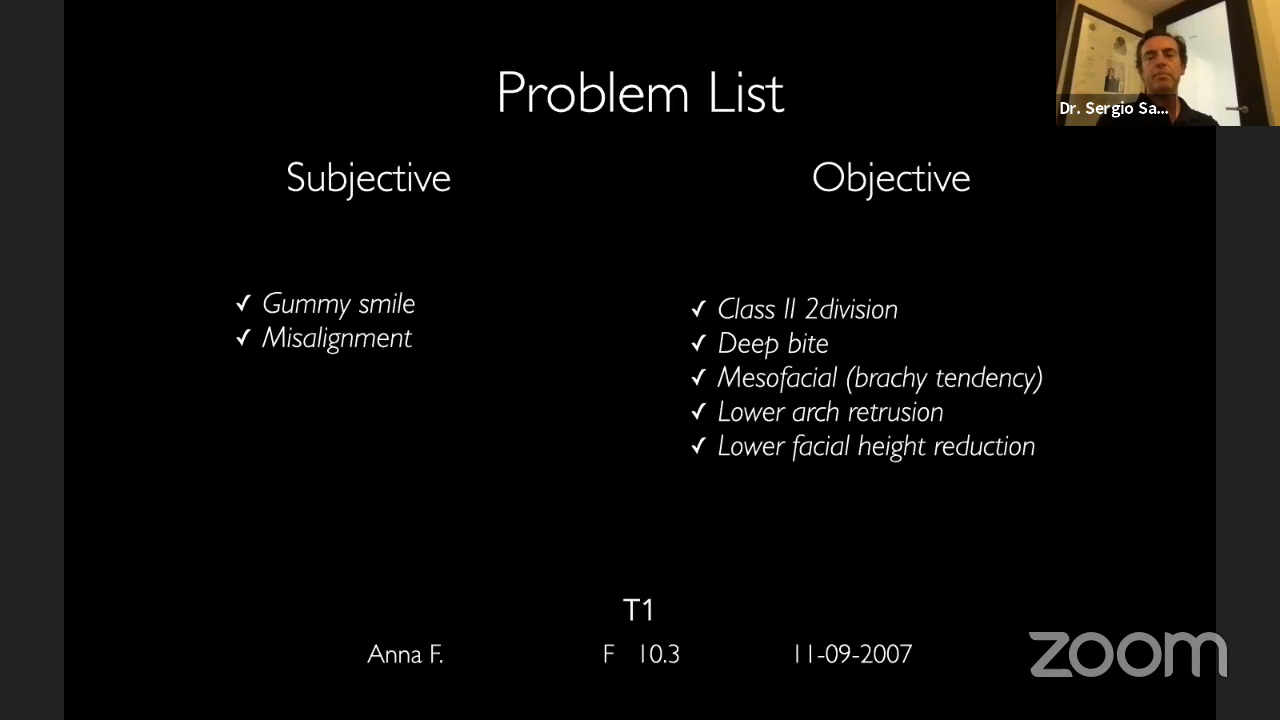 Problem List
Dr. Sergio Sa...
Subjective
Objective
✓ Gummy smile
✓ Misalignment
✓ Class II 2division
✓ Deep bite
✓ Mesofacial (brachy tendency)
✓ Lower arch retrusion
✓ Lower facial height reduction
T1
Anna F. F 10.3 11-09-2007
zoom